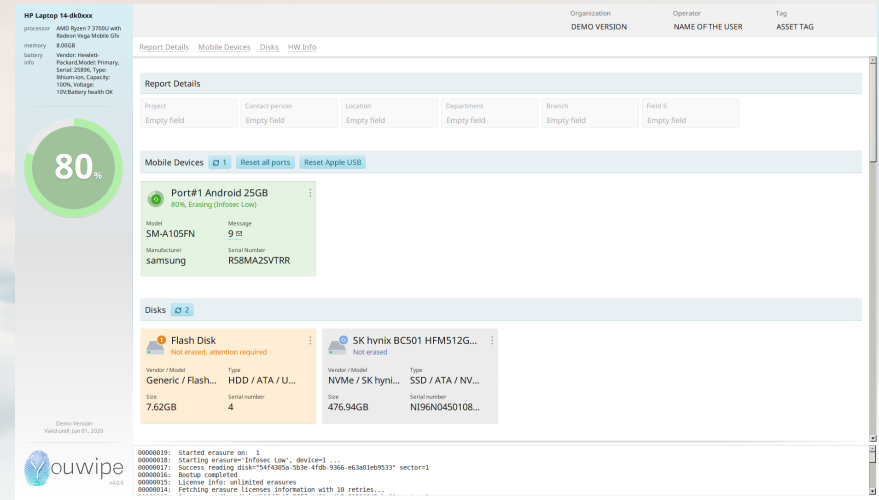 HP Laptop 14-dk0xxx
processor AMD Ryzen 7 3700U with
Radeon Vega Mobile Gfx
memory 8.00GB
battery info Vendor: Hewlett-
Packard,Model: Primary,
Serial: 25896, Type:
lithium-ion, Capacity:
100%, Voltage:
10V;Battery health OK
80%
Demo Version
Valid until: Jun 01, 2020
Youwipe
v4.0.0
Organization Operator Tag
DEMO VERSION NAME OF THE USER ASSET TAG
Report Details Mobile Devices Disks HW Info
Report Details
Project Contact person Location Department Branch Field 6
Empty field Empty field Empty field Empty field Empty field Empty field
Mobile Devices 1 Reset all ports Reset Apple USB
Port#1 Android 25GB
80%, Erasing (Infosec Low)
Model Message
SM-A105FN 9
Manufacturer Serial Number
samsung R58MA2SVTRR
Disks 2
Flash Disk
Not erased, attention required
Vendor / Model Type
Generic / Flash... HDD / ATA / U...
Size Serial number
7.62GB 4
SK hynix BC501 HFM512G...
Not erased
Vendor / Model Type
NVMe / SK hyni... SSD / ATA / NV...
Size Serial number
476.94GB NI96N0450108...
00000019: Started erasure on: 1
00000018: Starting erasure='Infosec Low', device=1 ...
00000017: Success reading disk="54f4305a-5b3e-4fdb-9366-e63a01eb9533" sector=1
00000016: Bootup completed
00000015: License info: unlimited erasures
00000014: Fetching erasure licenses information with 10 retries...